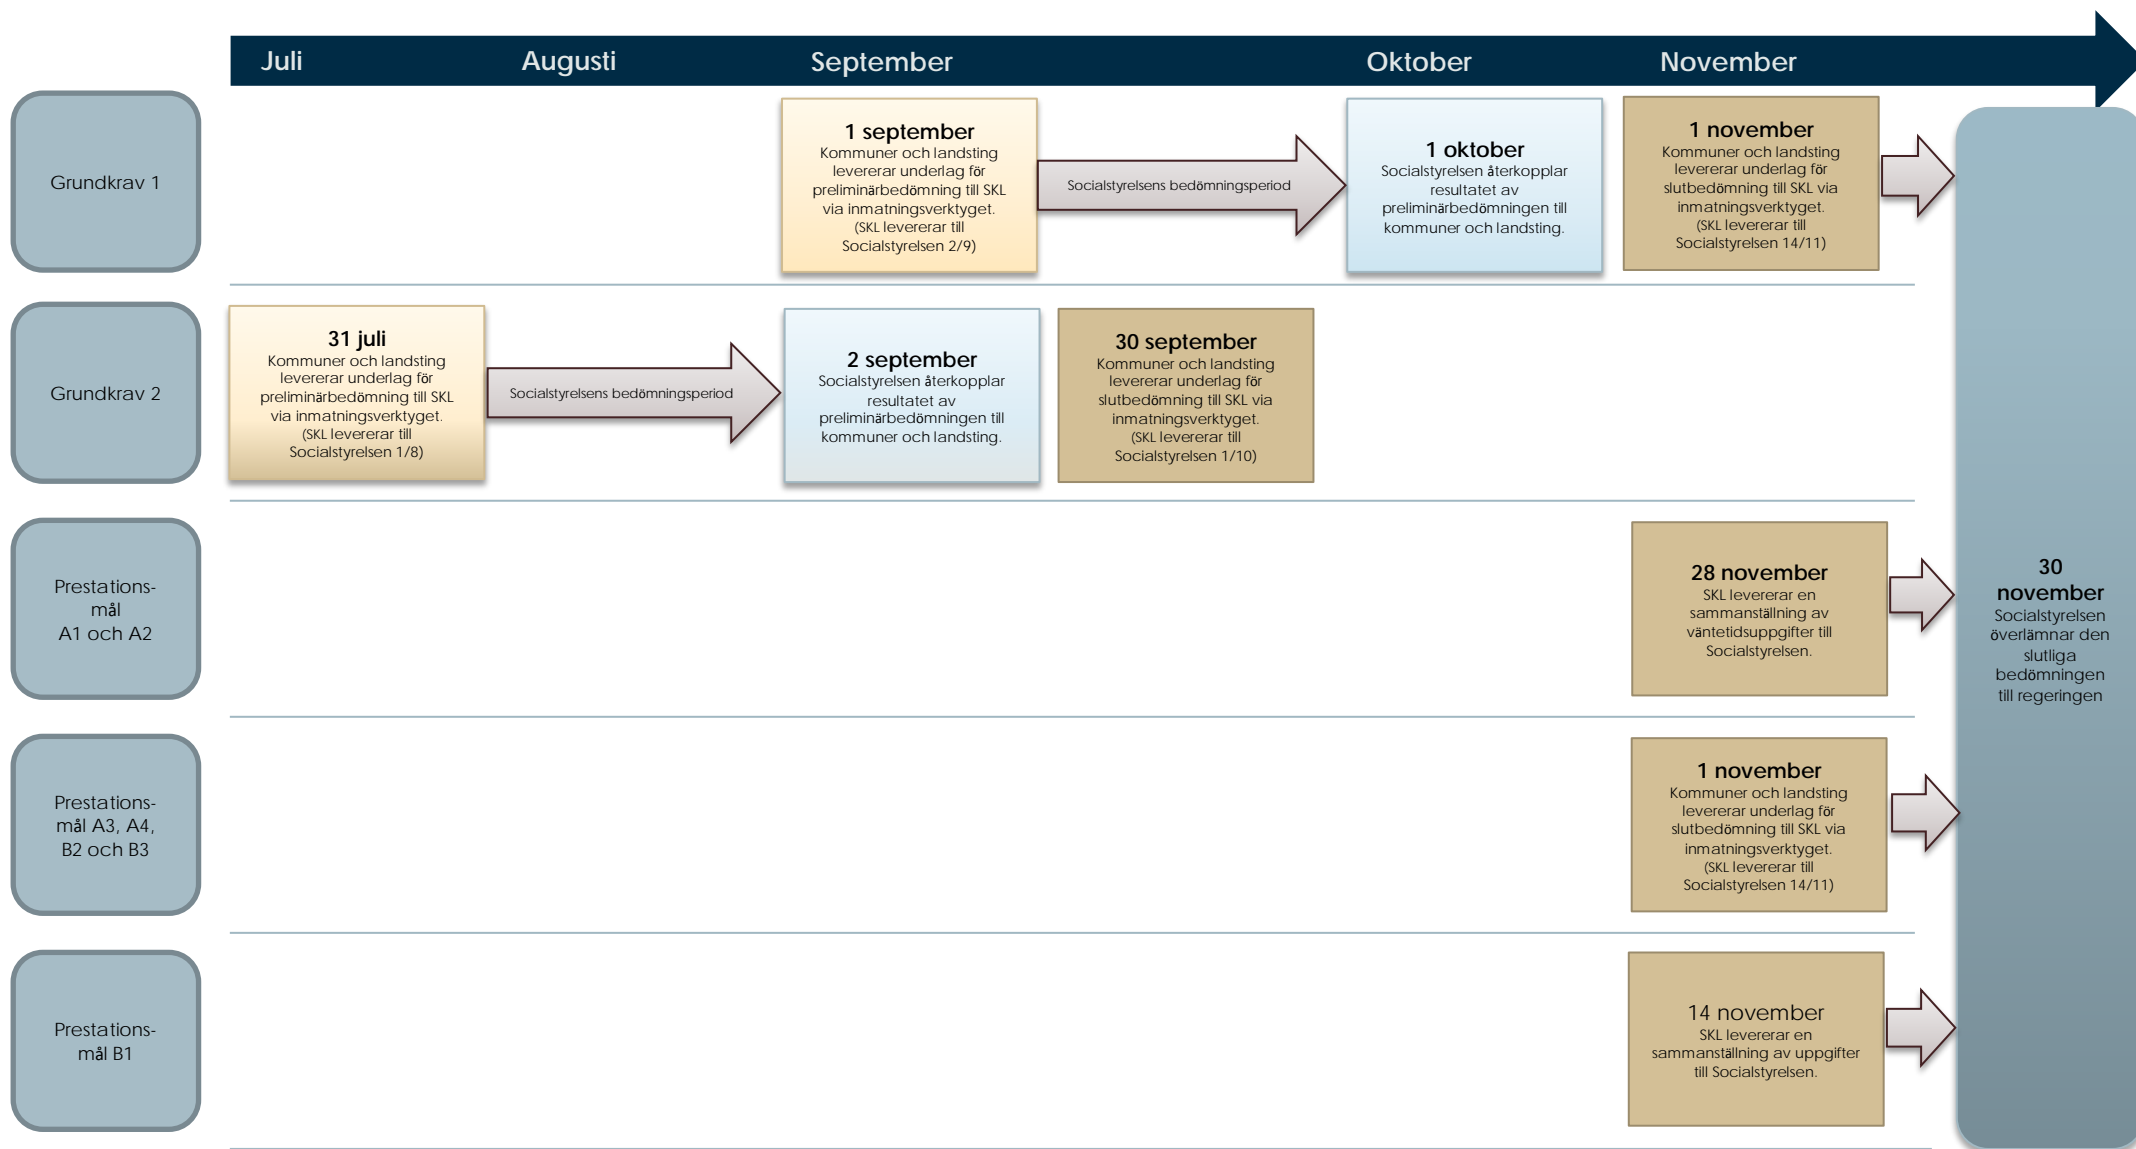 Juli
Augusti
September
Oktober
November
Grundkrav 1
1 september
Kommuner och landsting
levererar underlag för
preliminärbedömning till SKL
via inmatningsverktyget.
(SKL levererar till
Socialstyrelsen 2/9)
Socialstyrelsens bedömningsperiod
1 oktober
Socialstyrelsen återkopplar
resultatet av
preliminärbedömningen till
kommuner och landsting.
1 november
Kommuner och landsting
levererar underlag för
slutbedömning till SKL via
inmatningsverktyget.
(SKL levererar till
Socialstyrelsen 14/11)
Grundkrav 2
31 juli
Kommuner och landsting
levererar underlag för
preliminärbedömning till SKL
via inmatningsverktyget.
(SKL levererar till
Socialstyrelsen 1/8)
Socialstyrelsens bedömningsperiod
2 september
Socialstyrelsen återkopplar
resultatet av
preliminärbedömningen till
kommuner och landsting.
30 september
Kommuner och landsting
levererar underlag för
slutbedömning till SKL via
inmatningsverktyget.
(SKL levererar till
Socialstyrelsen 1/10)
Prestations-
mål
A1 och A2
28 november
SKL levererar en
sammanställning av
väntetidsuppgifter till
Socialstyrelsen.
30
november
Socialstyrelsen
överlämnar den
slutliga
bedömningen
till regeringen
Prestations-
mål A3, A4,
B2 och B3
1 november
Kommuner och landsting
levererar underlag för
slutbedömning till SKL via
inmatningsverktyget.
(SKL levererar till
Socialstyrelsen 14/11)
Prestations-
mål B1
14 november
SKL levererar en
sammanställning av uppgifter
till Socialstyrelsen.